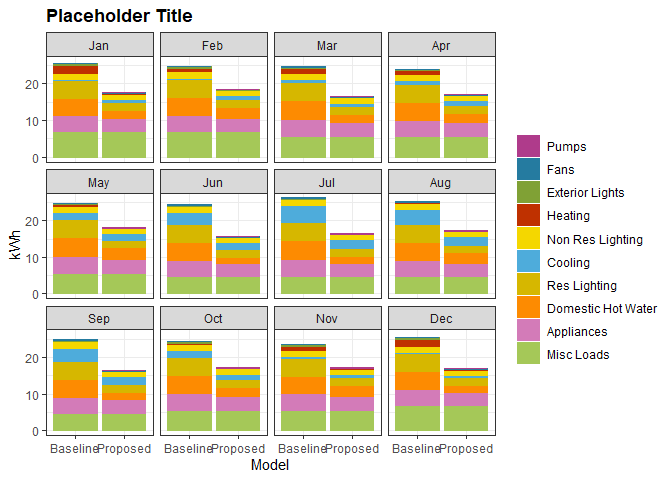 Placeholder Title
Jan Feb Mar Apr
20
10
0
May Jun Jul Aug
20
10
0
Sep Oct Nov Dec
20
10
0
kWh
Baseline Proposed Baseline Proposed Baseline Proposed Baseline Proposed
Model
Pumps
Fans
Exterior Lights
Heating
Non Res Lighting
Cooling
Res Lighting
Domestic Hot Water
Appliances
Misc Loads